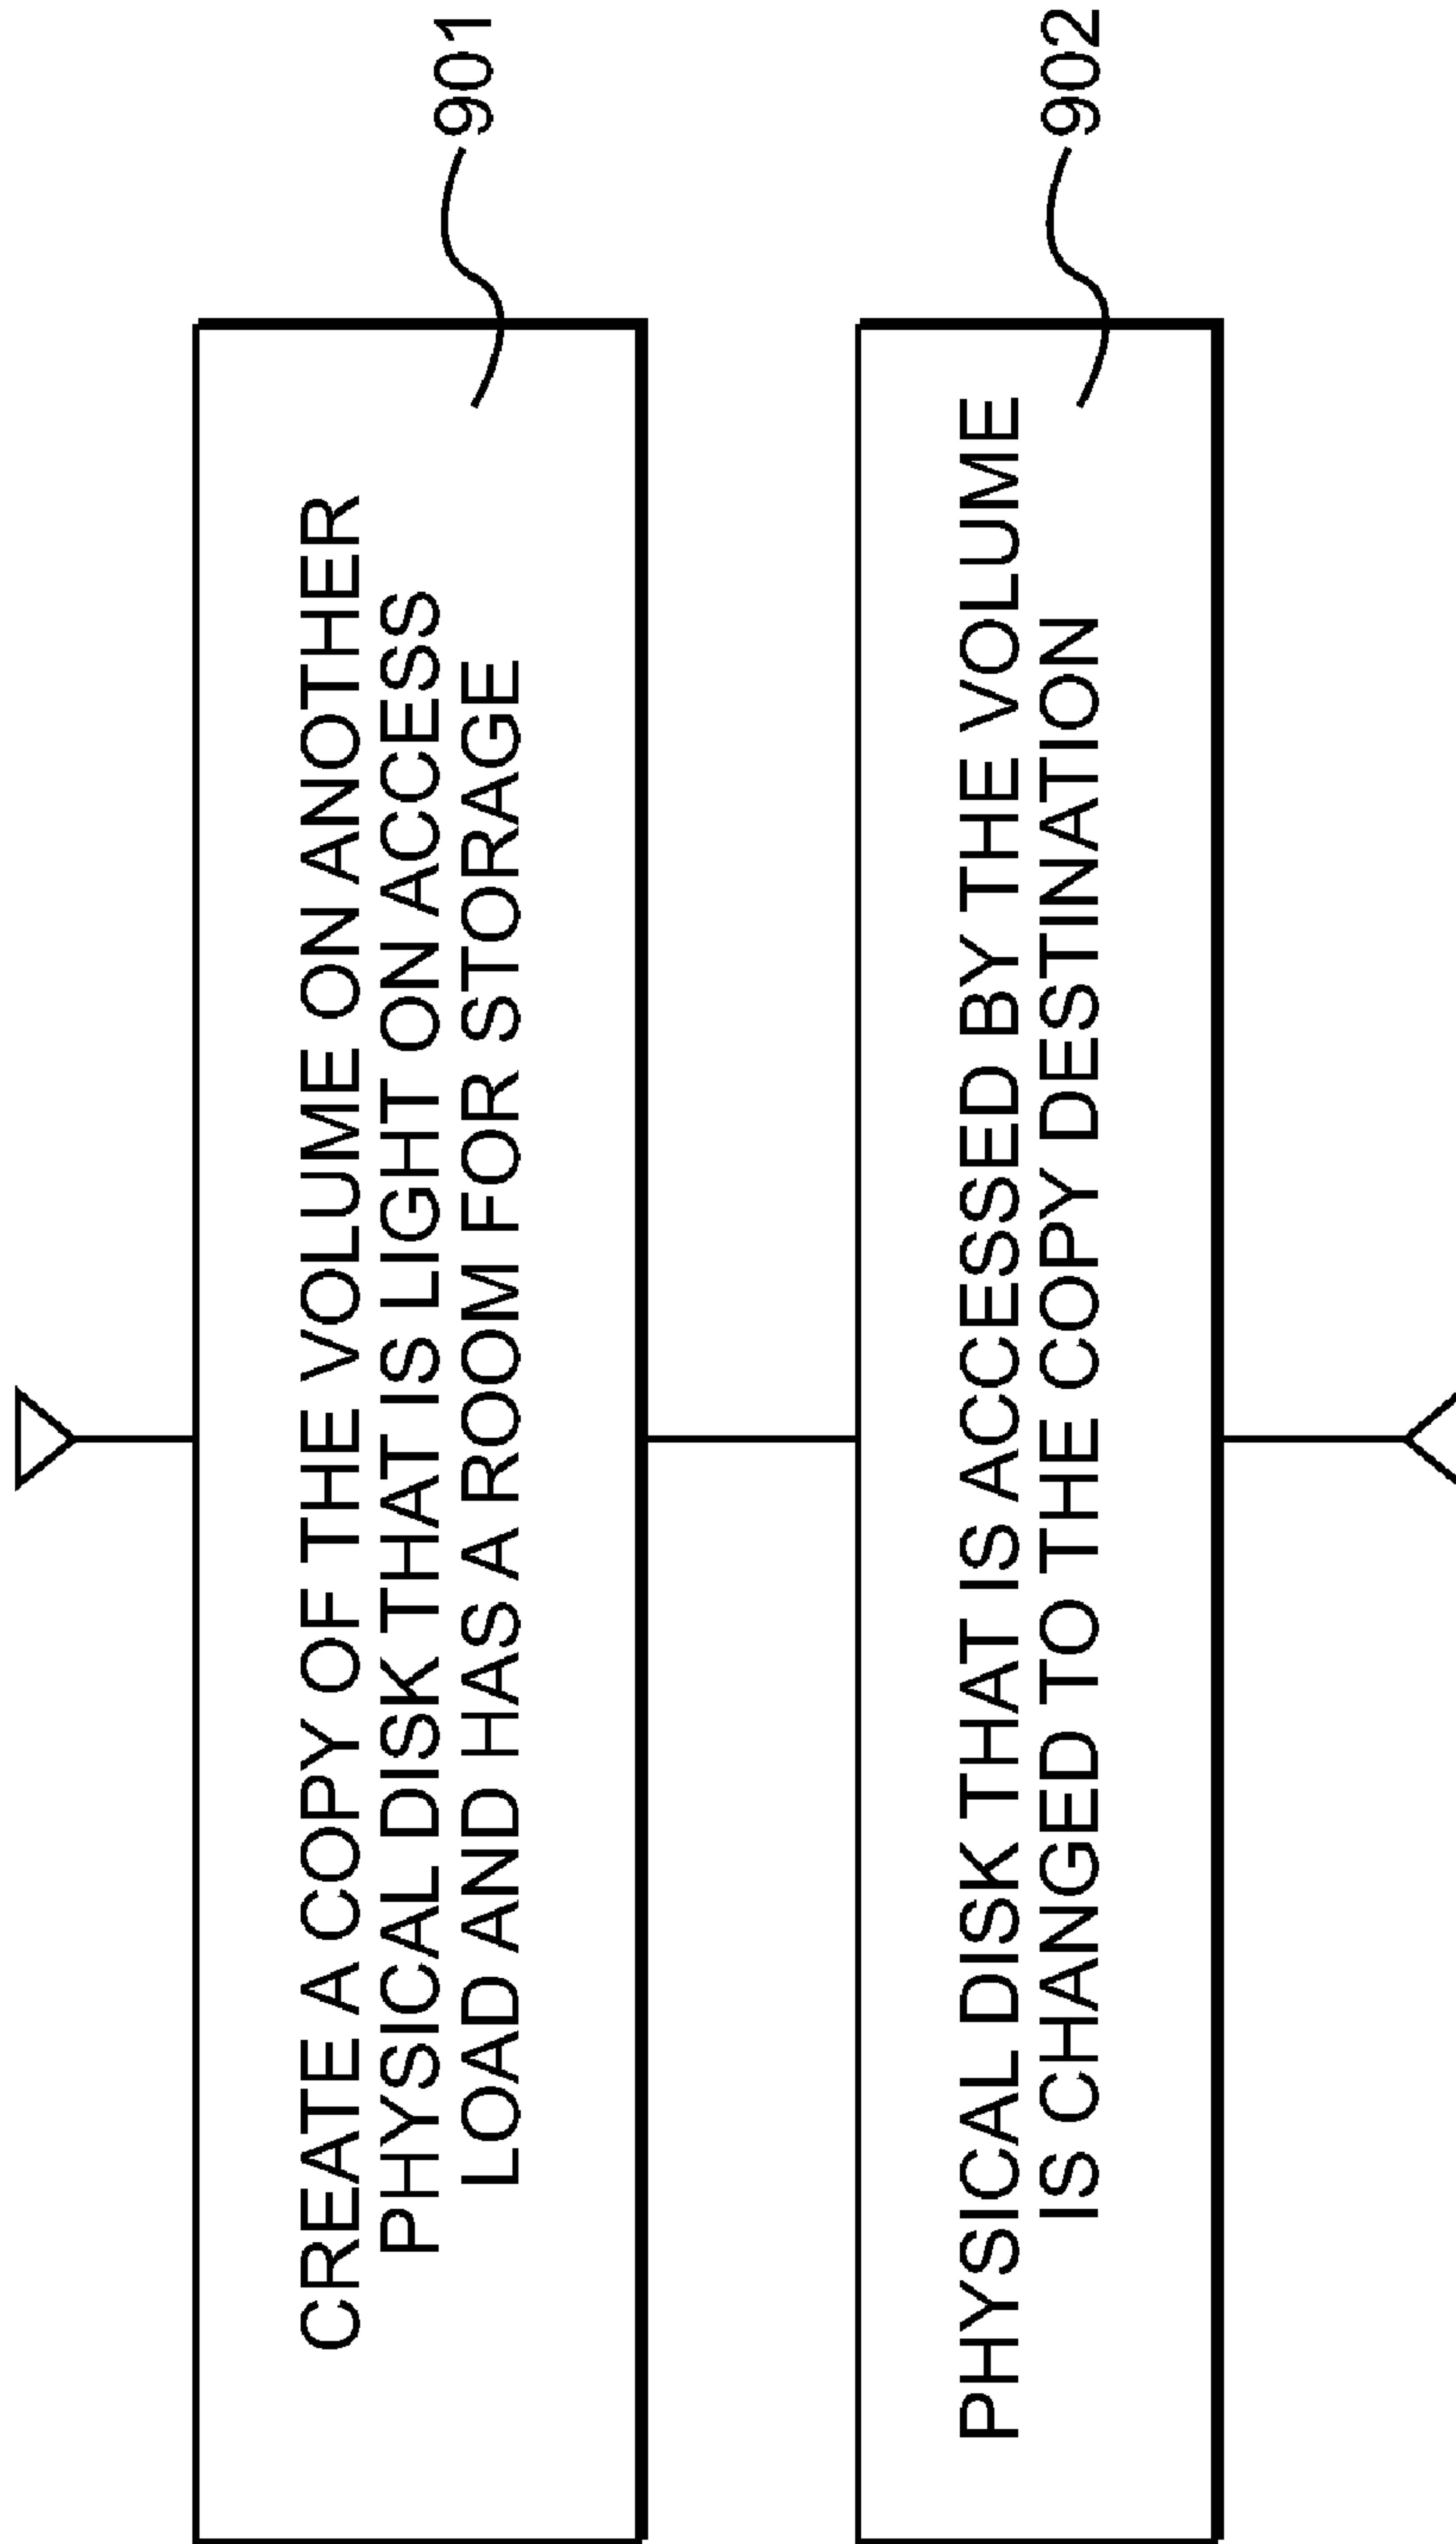 CREATE A COPY OF THE VOLUME ON ANOTHER
PHYSICAL DISK THAT IS LIGHT ON ACCESS
LOAD AND HAS A ROOM FOR STORAGE
901
PHYSICAL DISK THAT IS ACCESSED BY THE VOLUME
IS CHANGED TO THE COPY DESTINATION
902